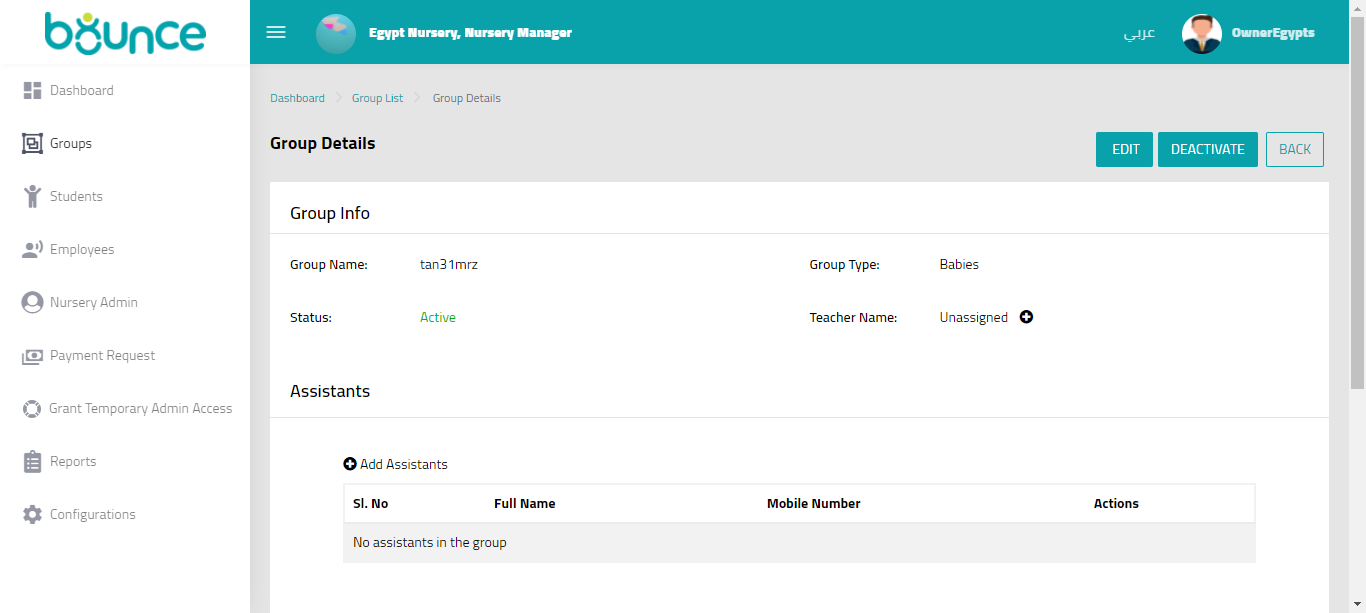 bounce
Egypt Nursery, Nursery Manager
عربي
OwnerEgypts
Dashboard
Groups
Students
Employees
Nursery Admin
Payment Request
Grant Temporary Admin Access
Reports
Configurations
Dashboard Group List Group Details
Group Details
EDIT DEACTIVATE BACK
Group Info
Group Name: tan31mrz Group Type: Babies
Status: Active Teacher Name: Unassigned
Assistants
Add Assistants
Sl. No Full Name Mobile Number Actions
No assistants in the group